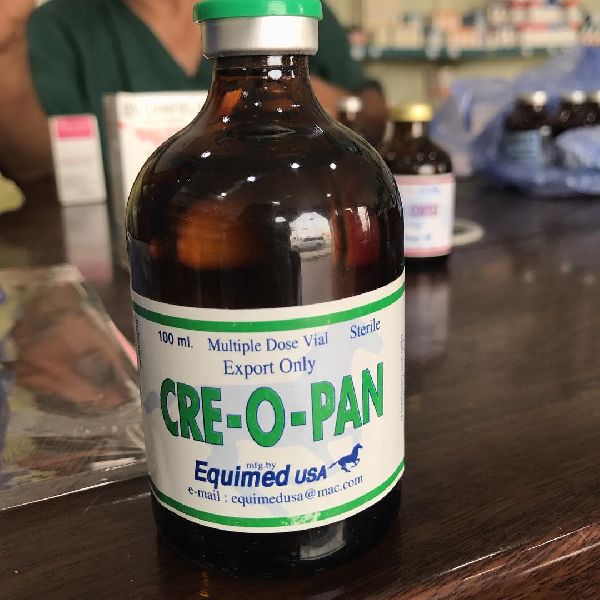 100 ml. Multiple Dose Vial Sterile
Export Only
CRE-O-PAN
mfg.by
Equimed USA
e-mail : equimedusa@mac.com